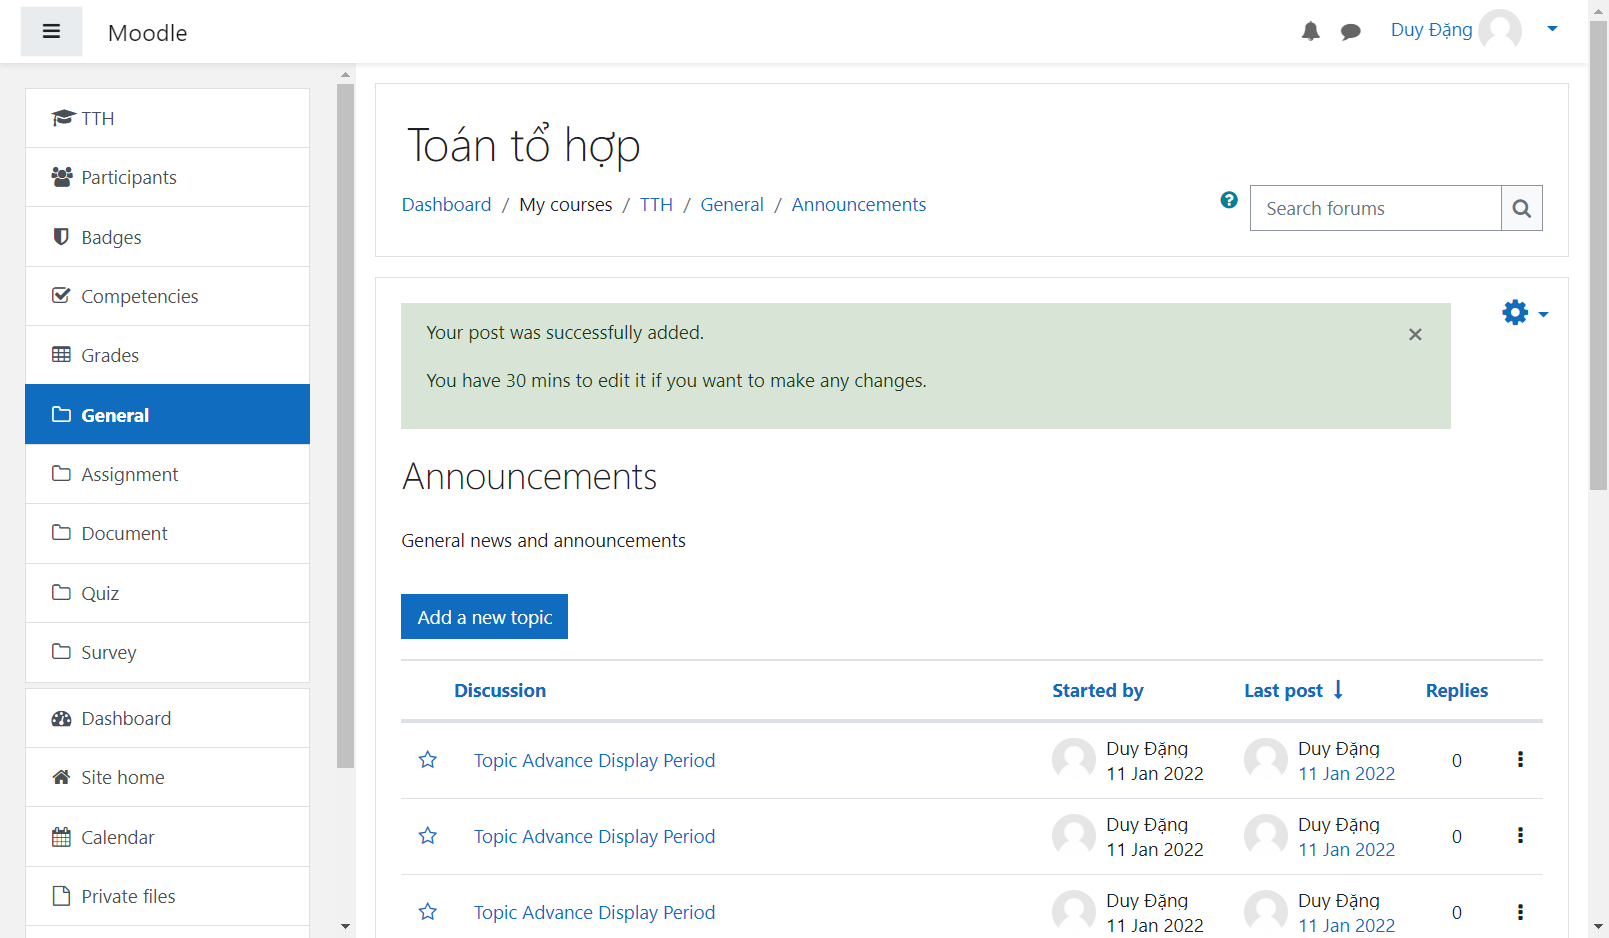 Moodle
Duy Đặng
TTH
Participants
Badges
Competencies
Grades
General
Assignment
Document
Quiz
Survey
Dashboard
Site home
Calendar
Private files
Toán tổ hợp
Dashboard / My courses / TTH / General / Announcements
Search forums
Your post was successfully added.
You have 30 mins to edit it if you want to make any changes.
Announcements
General news and announcements
Add a new topic
Discussion Started by Last post Replies
Topic Advance Display Period Duy Đặng Duy Đặng 0
11 Jan 2022 11 Jan 2022
Topic Advance Display Period Duy Đặng Duy Đặng 0
11 Jan 2022 11 Jan 2022
Topic Advance Display Period Duy Đặng Duy Đặng 0
11 Jan 2022 11 Jan 2022